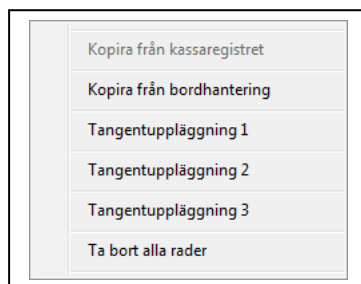 Kopira från kassaregistret
Kopira från bordhantering
Tangentuppläggning 1
Tangentuppläggning 2
Tangentuppläggning 3
Ta bort alla rader